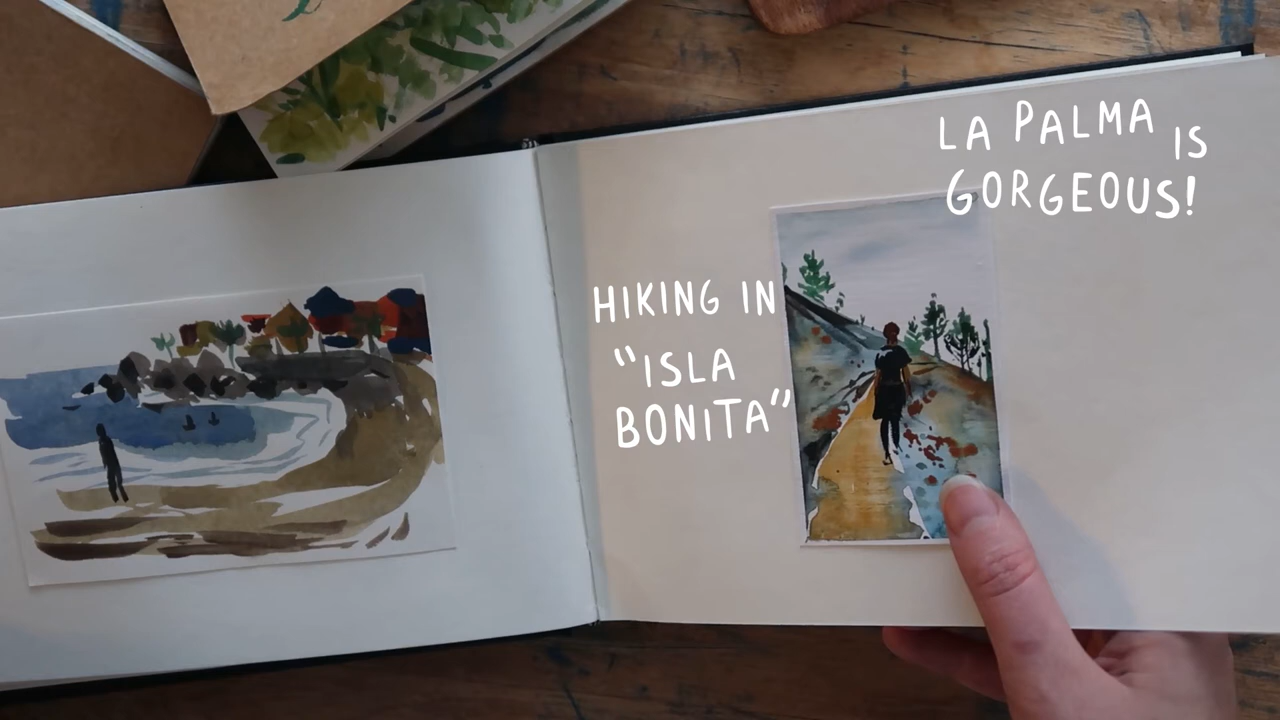 HIKING IN
"ISLA
BONITA"
LA PALMA IS
GORGEOUS!